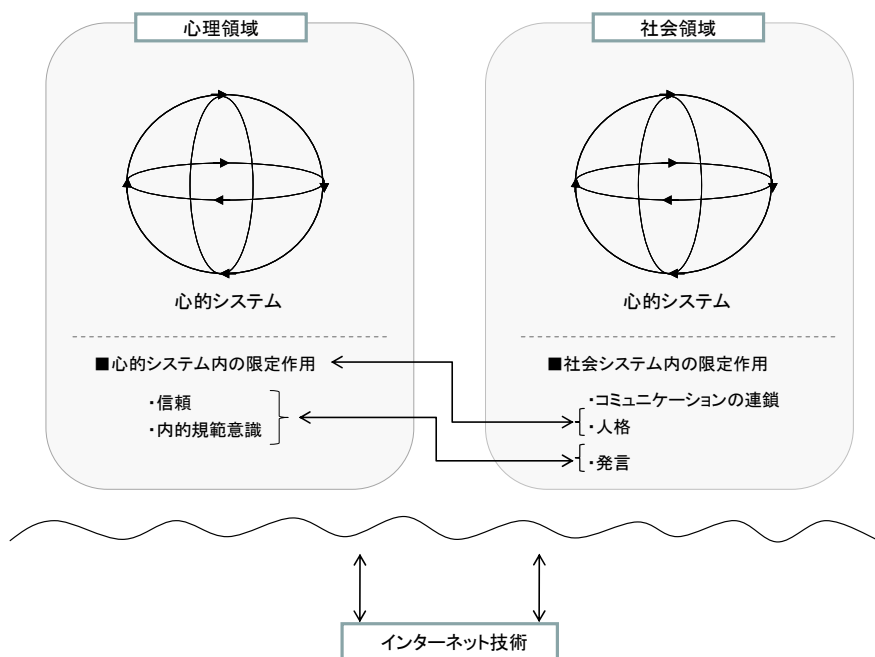 心理領域
心的システム
■心的システム内の限定作用
・信頼
・内的規範意識
社会領域
心的システム
■社会システム内の限定作用
・コミュニケーションの連鎖
・人格
・発言
インターネット技術